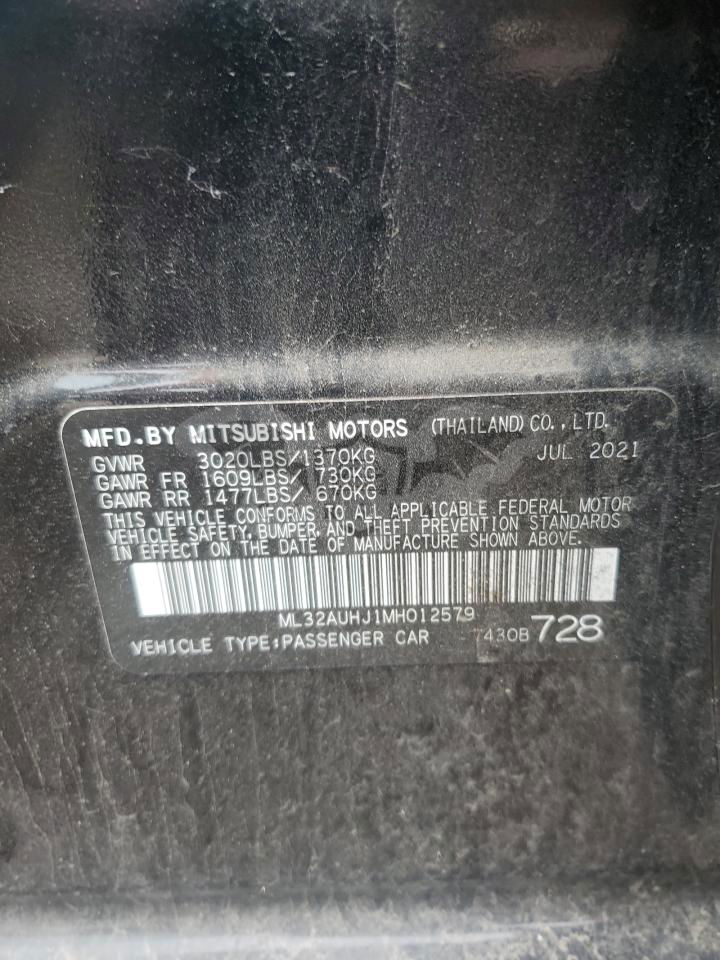 MFD.BY MITSUBISHI MOTORS (THAILAND) CO.,LTD.
GVWR 3020LBS/1370KG JUL 2021
GAWR FR 1609LBS/ 730KG
GAWR RR 1477LBS/ 670KG
THIS VEHICLE CONFORMS TO ALL APPLICABLE FEDERAL MOTOR
VEHICLE SAFETY, BUMPER, AND THEFT PREVENTION STANDARDS
IN EFFECT ON THE DATE OF MANUFACTURE SHOWN ABOVE.
ML32AUHJ1MH012579
VEHICLE TYPE:PASSENGER CAR 7430B 728